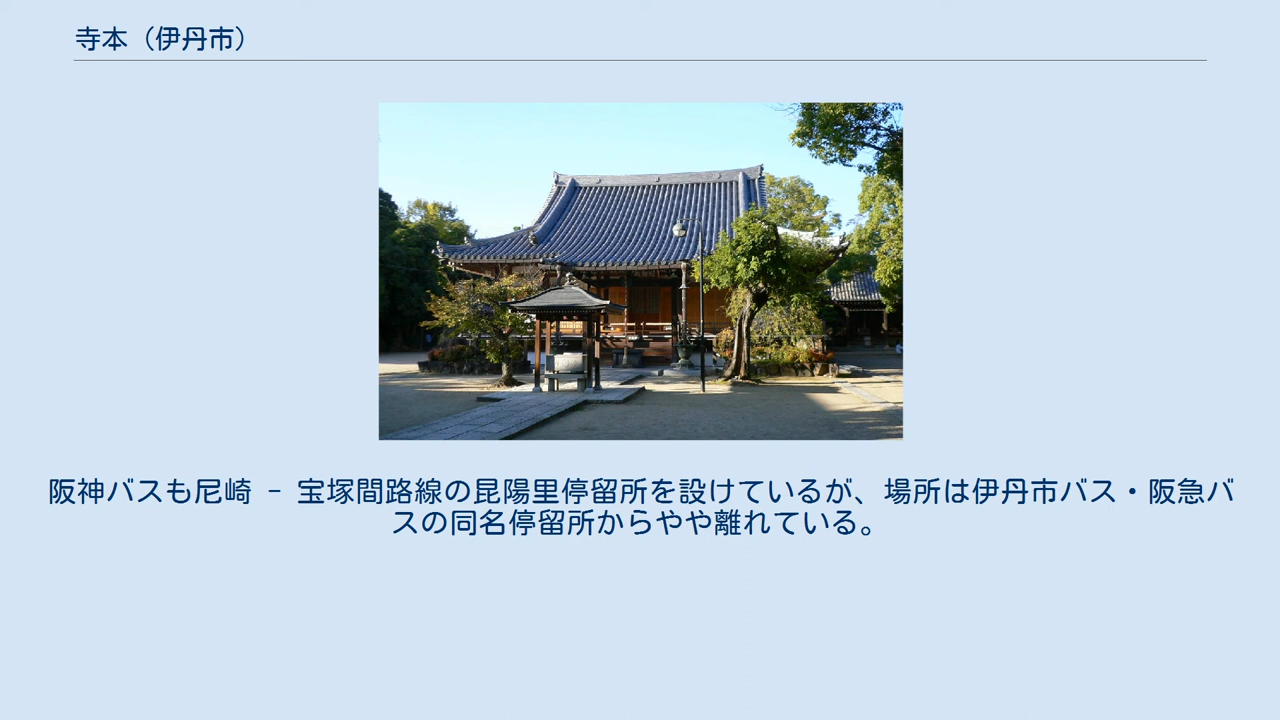 寺本（伊丹市）
阪神バスも尼崎 - 宝塚間路線の昆陽里停留所を設けているが、場所は伊丹市バス・阪急バ
スの同名停留所からやや離れている。